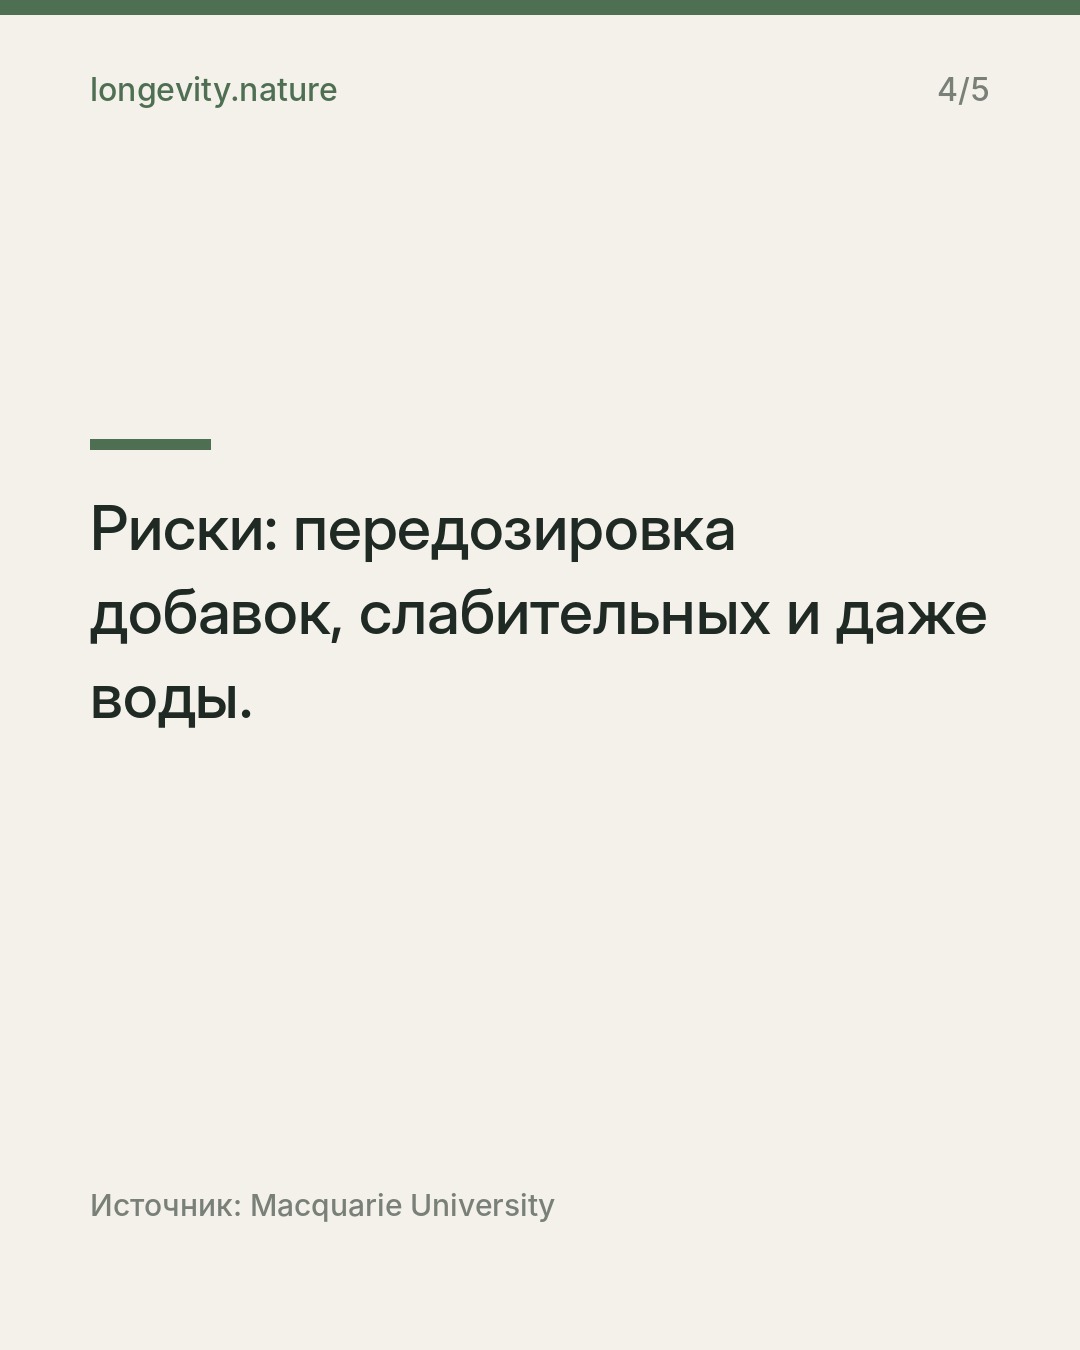 longevity.nature
4/5
Риски: передозировка
добавок, слабительных и даже
воды.
Источник: Macquarie University